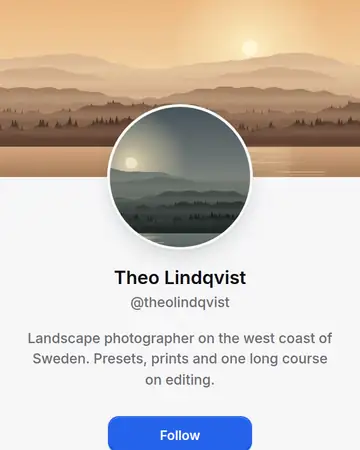 Theo Lindqvist
@theolindqvist
Landscape photographer on the west coast of
Sweden. Presets, prints and one long course
on editing.
Follow